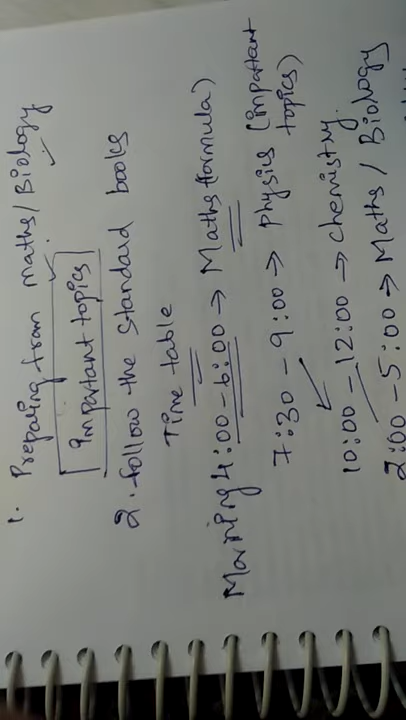 1. Preparing from maths/Biology
important topics
2. follow the standard books
Time table
Morning 4:00-6:00 → Maths (formula)
7:30 - 9:00 → Physics (important
topics)
10:00 - 12:00 → chemistry.
2:00 - 5:00 → Maths / Biology